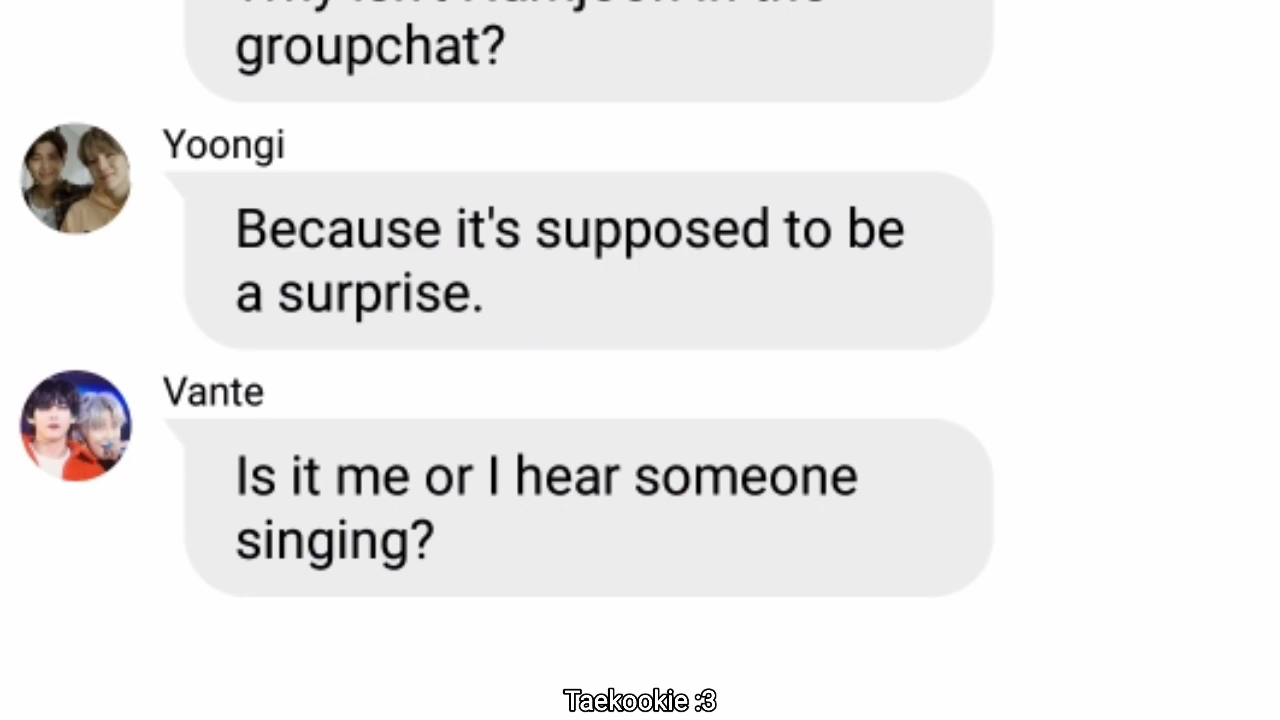 groupchat?
Yoongi
Because it's supposed to be
a surprise.
Vante
Is it me or I hear someone
singing?
Taekookie :3